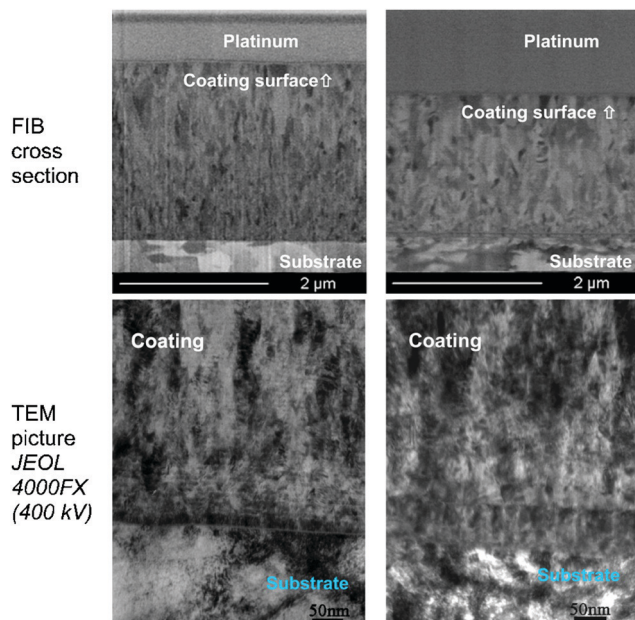 Platinum
Platinum
Coating surface⇧
Coating surface ⇧
FIB
cross
section
Substrate
Substrate
2 µm
2 µm
Coating
Coating
TEM
picture
JEOL
4000FX
(400 kV)
Substrate
Substrate
50nm
50nm